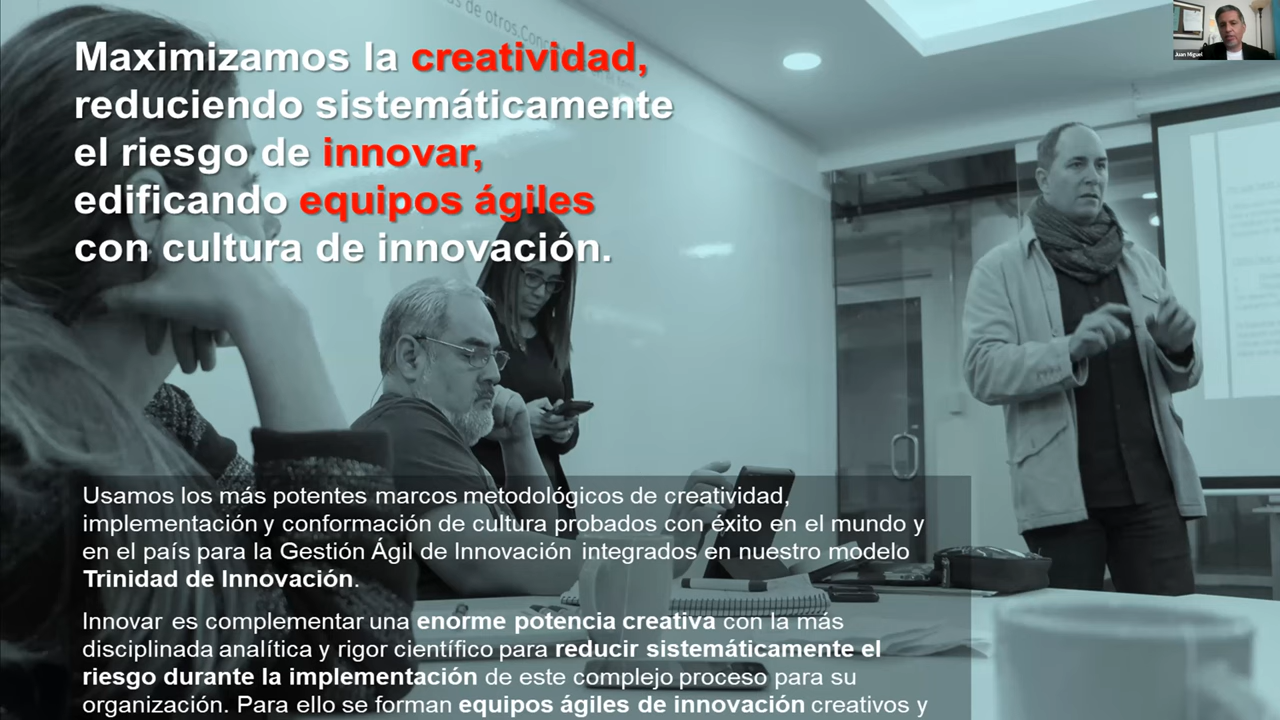 Maximizamos la creatividad,
reduciendo sistemáticamente
el riesgo de innovar,
edificando equipos ágiles
con cultura de innovación.
as de otros.
Juan Miguel
Usamos los más potentes marcos metodológicos de creatividad,
implementación y conformación de cultura probados con éxito en el mundo y
en el país para la Gestión Ágil de Innovación integrados en nuestro modelo
Trinidad de Innovación.
Innovar es complementar una enorme potencia creativa con la más
disciplinada analítica y rigor científico para reducir sistemáticamente el
riesgo durante la implementación de este complejo proceso para su
organización. Para ello se forman equipos ágiles de innovación creativos y